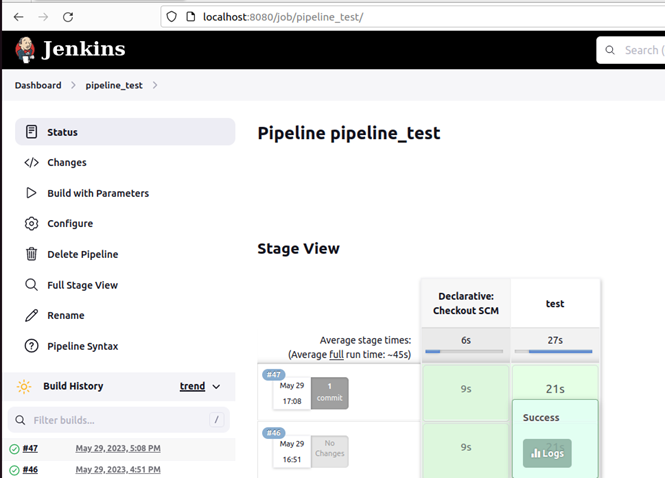 localhost:8080/job/pipeline_test/
Jenkins
Search (
Dashboard
pipeline_test
Status
Changes
Build with Parameters
Configure
Delete Pipeline
Full Stage View
Rename
Pipeline Syntax
Build History
trend
Filter builds...
/
#47
May 29, 2023, 5:08 PM
#46
May 29, 2023, 4:51 PM
Pipeline pipeline_test
Stage View
Declarative:
Checkout SCM
test
Average stage times:
(Average full run time: ~45s)
6s
27s
#47
May 29
17:08
1
commit
9s
21s
#46
May 29
16:51
No
Changes
9s
Success
Logs